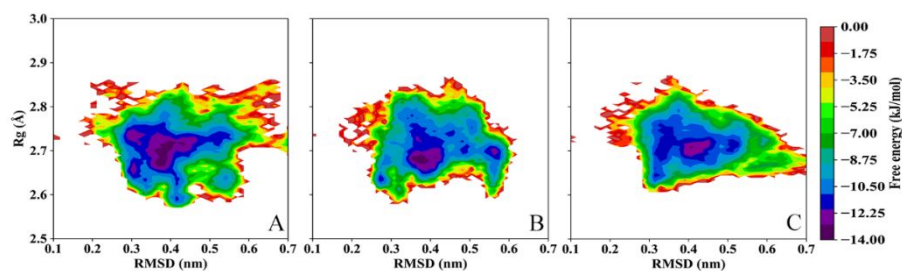 3.0
2.9
2.8
2.7
2.6
2.5
Rg (Å)
0.1 0.2 0.3 0.4 0.5 0.6 0.7
RMSD (nm)
A
0.1 0.2 0.3 0.4 0.5 0.6 0.7
RMSD (nm)
B
0.1 0.2 0.3 0.4 0.5 0.6 0.7
RMSD (nm)
C
0.00
−1.75
−3.50
−5.25
−7.00
−8.75
−10.50
−12.25
−14.00
Free energy (kJ/mol)